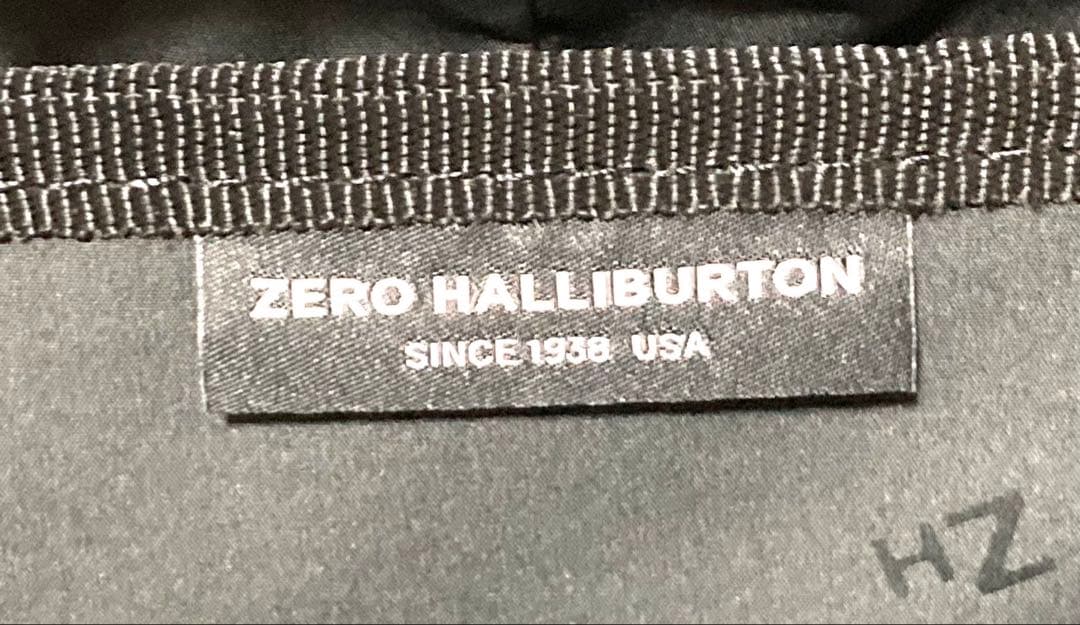 ZERO HALLIBURTON
SINCE 1938 USA
HZ